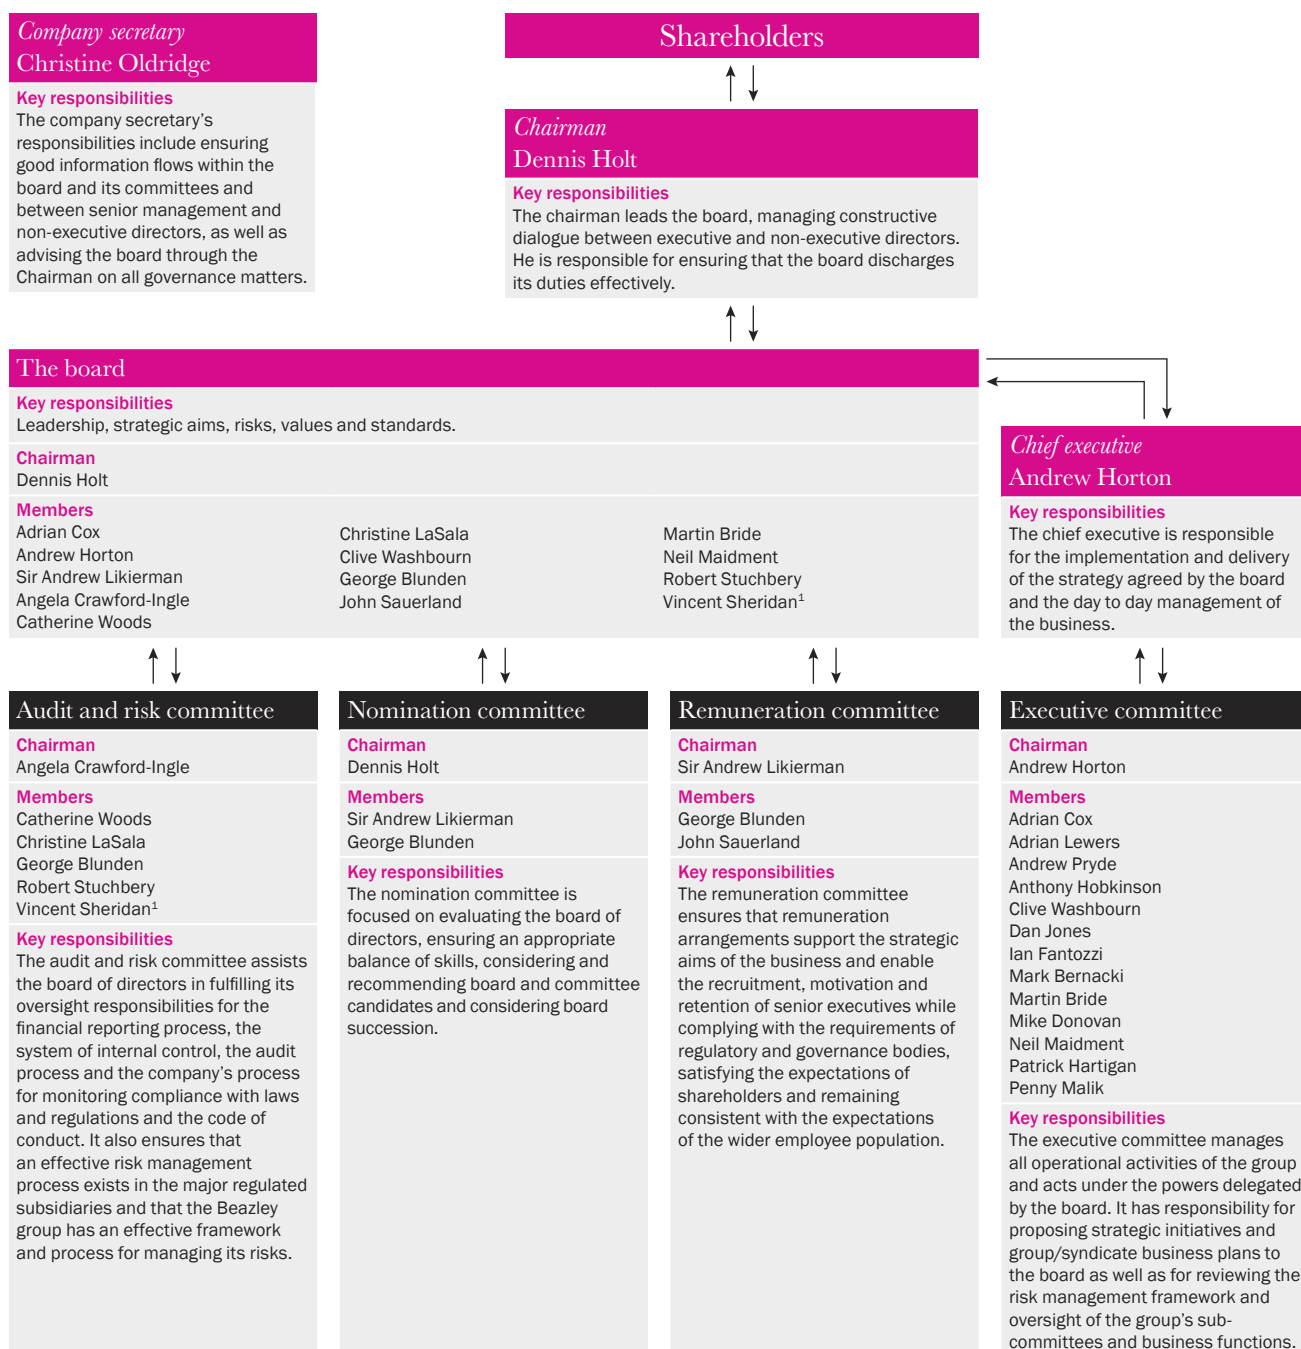 Company secretary
Christine Oldridge
Key responsibilities
The company secretary’s
responsibilities include ensuring
good information flows within the
board and its committees and
between senior management and
non-executive directors, as well as
advising the board through the
Chairman on all governance matters.
Shareholders
Chairman
Dennis Holt
Key responsibilities
The chairman leads the board, managing constructive
dialogue between executive and non-executive directors.
He is responsible for ensuring that the board discharges
its duties effectively.
The board
Key responsibilities
Leadership, strategic aims, risks, values and standards.
Chairman
Dennis Holt
Members
Adrian Cox
Andrew Horton
Sir Andrew Likierman
Angela Crawford-Ingle
Catherine Woods
Christine LaSala
Clive Washbourn
George Blunden
John Sauerland
Martin Bride
Neil Maidment
Robert Stuchbery
Vincent Sheridan¹
Chief executive
Andrew Horton
Key responsibilities
The chief executive is responsible
for the implementation and delivery
of the strategy agreed by the board
and the day to day management of
the business.
Audit and risk committee
Chairman
Angela Crawford-Ingle
Members
Catherine Woods
Christine LaSala
George Blunden
Robert Stuchbery
Vincent Sheridan¹
Key responsibilities
The audit and risk committee assists
the board of directors in fulfilling its
oversight responsibilities for the
financial reporting process, the
system of internal control, the audit
process and the company’s process
for monitoring compliance with laws
and regulations and the code of
conduct. It also ensures that
an effective risk management
process exists in the major regulated
subsidiaries and that the Beazley
group has an effective framework
and process for managing its risks.
Nomination committee
Chairman
Dennis Holt
Members
Sir Andrew Likierman
George Blunden
Key responsibilities
The nomination committee is
focused on evaluating the board of
directors, ensuring an appropriate
balance of skills, considering and
recommending board and committee
candidates and considering board
succession.
Remuneration committee
Chairman
Sir Andrew Likierman
Members
George Blunden
John Sauerland
Key responsibilities
The remuneration committee
ensures that remuneration
arrangements support the strategic
aims of the business and enable
the recruitment, motivation and
retention of senior executives while
complying with the requirements of
regulatory and governance bodies,
satisfying the expectations of
shareholders and remaining
consistent with the expectations
of the wider employee population.
Executive committee
Chairman
Andrew Horton
Members
Adrian Cox
Adrian Lewers
Andrew Pryde
Anthony Hobkinson
Clive Washbourn
Dan Jones
Ian Fantozzi
Mark Bernacki
Martin Bride
Mike Donovan
Neil Maidment
Patrick Hartigan
Penny Malik
Key responsibilities
The executive committee manages
all operational activities of the group
and acts under the powers delegated
by the board. It has responsibility for
proposing strategic initiatives and
group/syndicate business plans to
the board as well as for reviewing the
risk management framework and
oversight of the group’s sub-
committees and business functions.